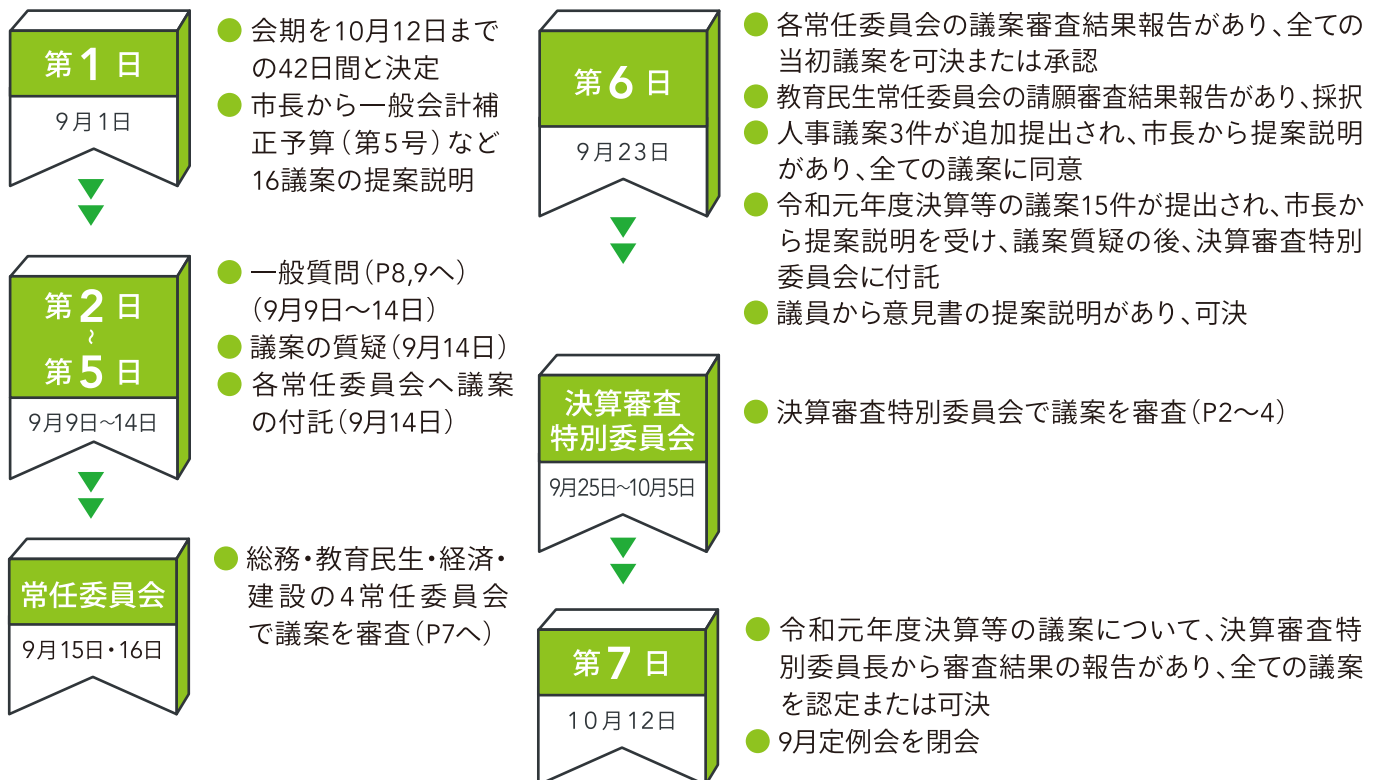 第1日
9月1日
● 会期を10月12日まで
の42日間と決定
● 市長から一般会計補
正予算（第5号）など
16議案の提案説明
第2日
～
第5日
9月9日～14日
● 一般質問（P8,9へ）
（9月9日～14日）
● 議案の質疑（9月14日）
● 各常任委員会へ議案
の付託（9月14日）
常任委員会
9月15日・16日
● 総務・教育民生・経済・
建設の4常任委員会
で議案を審査（P7へ）
第6日
9月23日
● 各常任委員会の議案審査結果報告があり、全ての
当初議案を可決または承認
● 教育民生常任委員会の請願審査結果報告があり、採択
● 人事議案3件が追加提出され、市長から提案説明
があり、全ての議案に同意
● 令和元年度決算等の議案15件が提出され、市長か
ら提案説明を受け、議案質疑の後、決算審査特別
委員会に付託
● 議員から意見書の提案説明があり、可決
決算審査
特別委員会
9月25日～10月5日
● 決算審査特別委員会で議案を審査（P2～4）
第7日
10月12日
● 令和元年度決算等の議案について、決算審査特
別委員長から審査結果の報告があり、全ての議案
を認定または可決
● 9月定例会を閉会